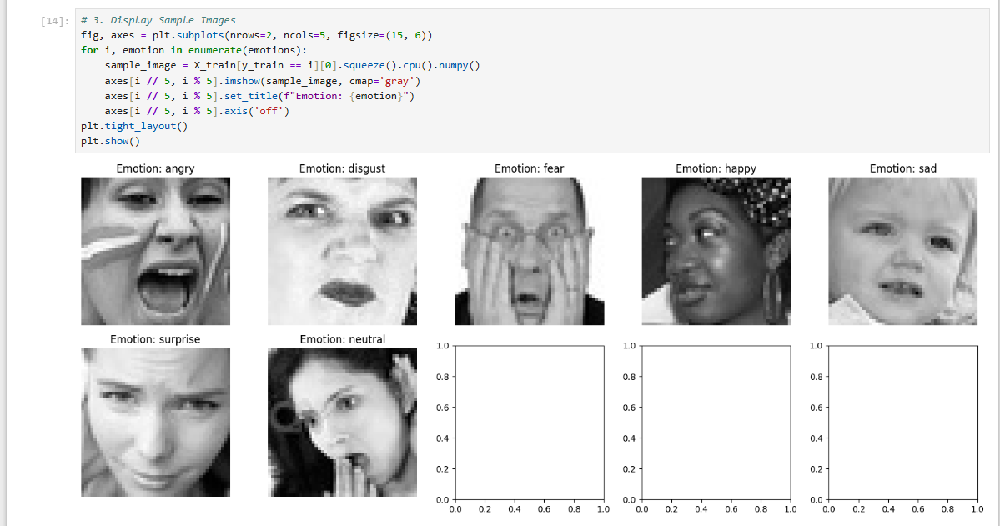 [14]:
# 3. Display Sample Images
fig, axes = plt.subplots(nrows=2, ncols=5, figsize=(15, 6))
for i, emotion in enumerate(emotions):
    sample_image = X_train[y_train == i][0].squeeze().cpu().numpy()
    axes[i // 5, i % 5].imshow(sample_image, cmap='gray')
    axes[i // 5, i % 5].set_title(f"Emotion: {emotion}")
    axes[i // 5, i % 5].axis('off')
plt.tight_layout()
plt.show()
Emotion: angry
Emotion: disgust
Emotion: fear
Emotion: happy
Emotion: sad
Emotion: surprise
Emotion: neutral
1.0
0.8
0.6
0.4
0.2
0.0
0.0 0.2 0.4 0.6 0.8 1.0
1.0
0.8
0.6
0.4
0.2
0.0
0.0 0.2 0.4 0.6 0.8 1.0
1.0
0.8
0.6
0.4
0.2
0.0
0.0 0.2 0.4 0.6 0.8 1.0